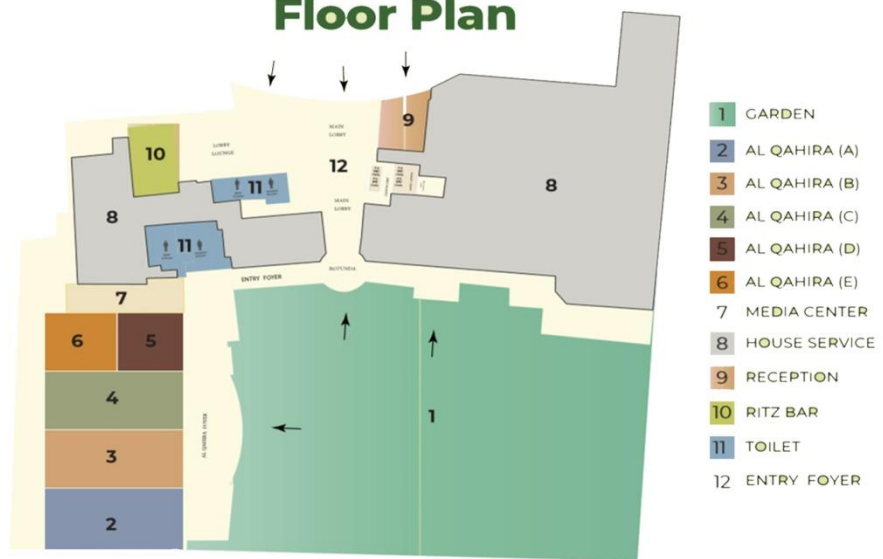 Floor Plan
9
10
LOBBY
LOUNGE
MAIN
LOBBY
12
11
8
8
MAIN
LOBBY
11
ENTRY FOYER
ROTUNDA
7
6
5
4
3
2
AL QAHIRA FOYER
1
1 GARDEN
2 AL QAHIRA (A)
3 AL QAHIRA (B)
4 AL QAHIRA (C)
5 AL QAHIRA (D)
6 AL QAHIRA (E)
7 MEDIA CENTER
8 HOUSE SERVICE
9 RECEPTION
10 RITZ BAR
11 TOILET
12 ENTRY FOYER